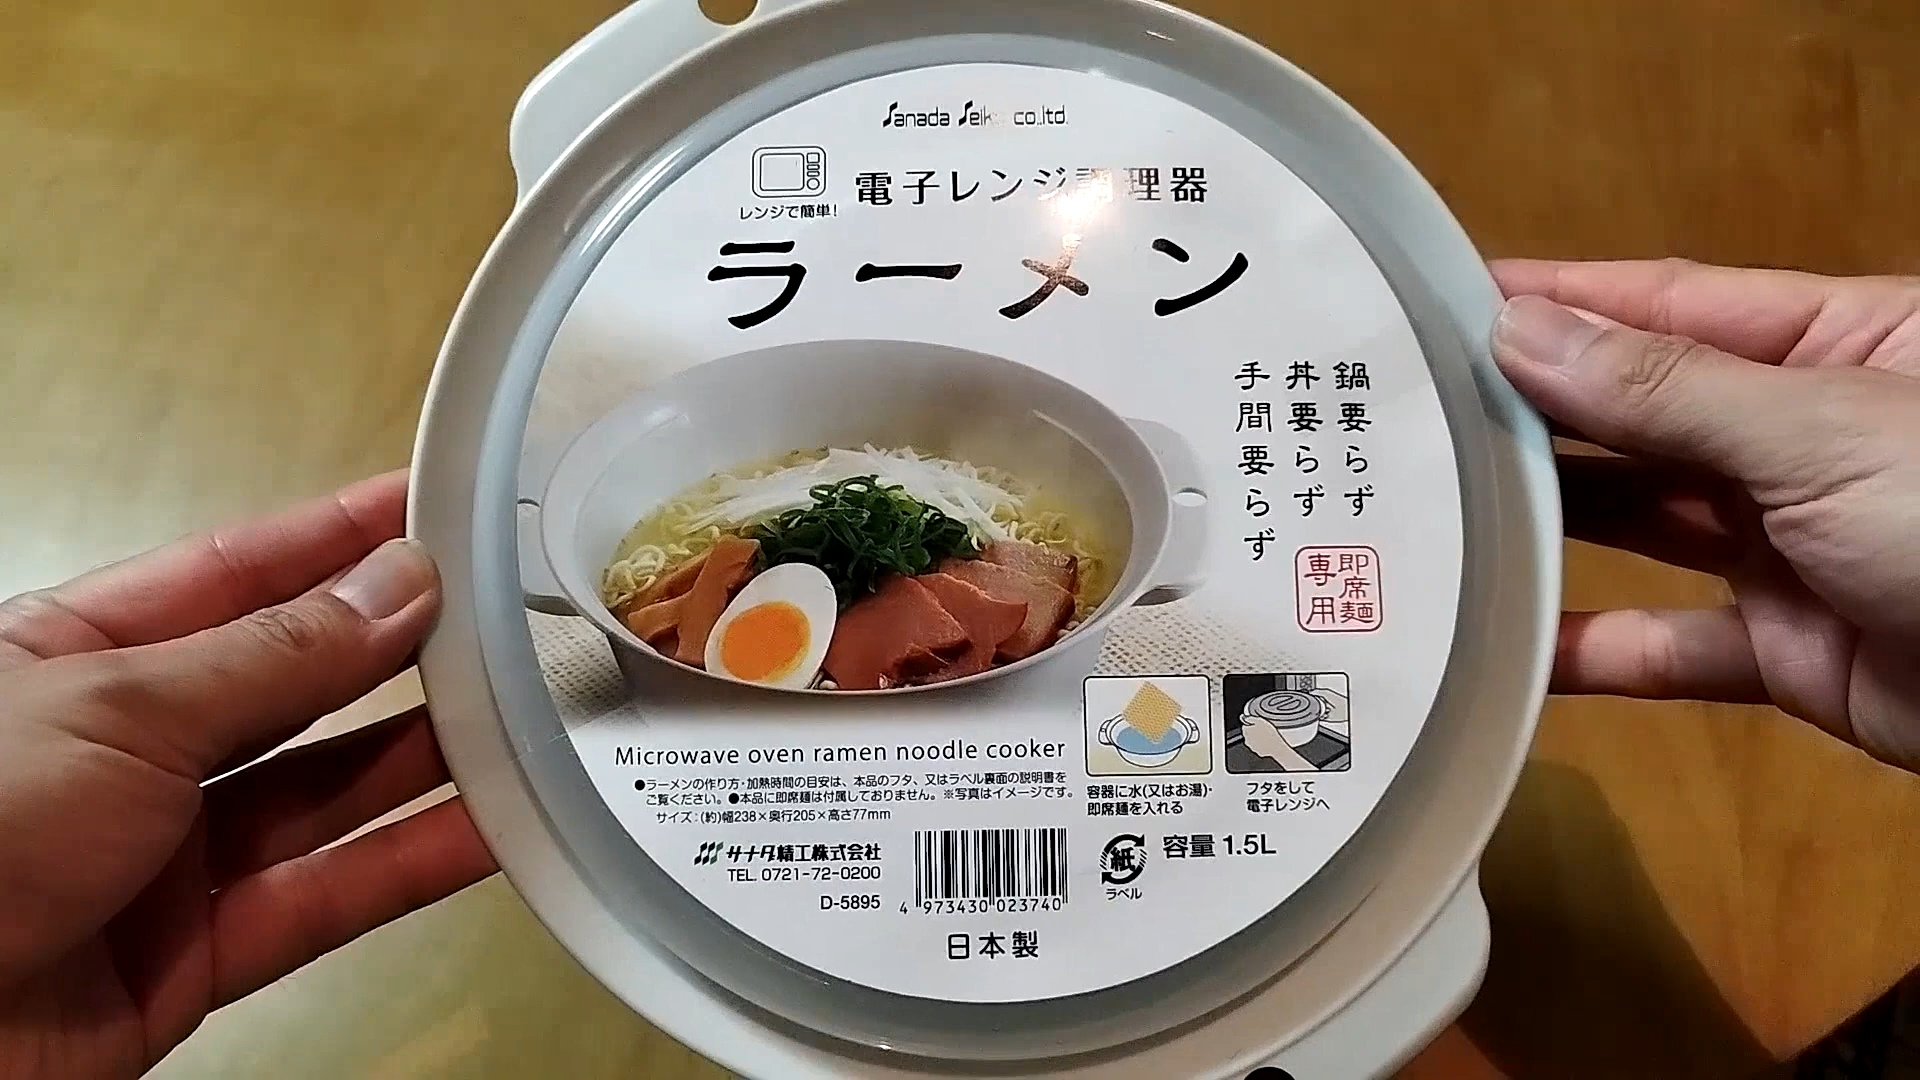 Sanada Seiko co.,ltd.
レンジで簡単!
電子レンジ調理器
ラーメン
鍋要らず
丼要らず
手間要らず
即席麺
専用
Microwave oven ramen noodle cooker
●ラーメンの作り方・加熱時間の目安は、本品のフタ、又はラベル裏面の説明書を
ご覧ください。●本品に即席麺は付属しておりません。※写真はイメージです。
サイズ:(約)幅238×奥行205×高さ77mm
容器に水(又はお湯)・
即席麺を入れる
フタをして
電子レンジへ
サナダ精工株式会社
TEL. 0721-72-0200
D-5895
4 973430 023740
紙
ラベル
容量 1.5L
日本製